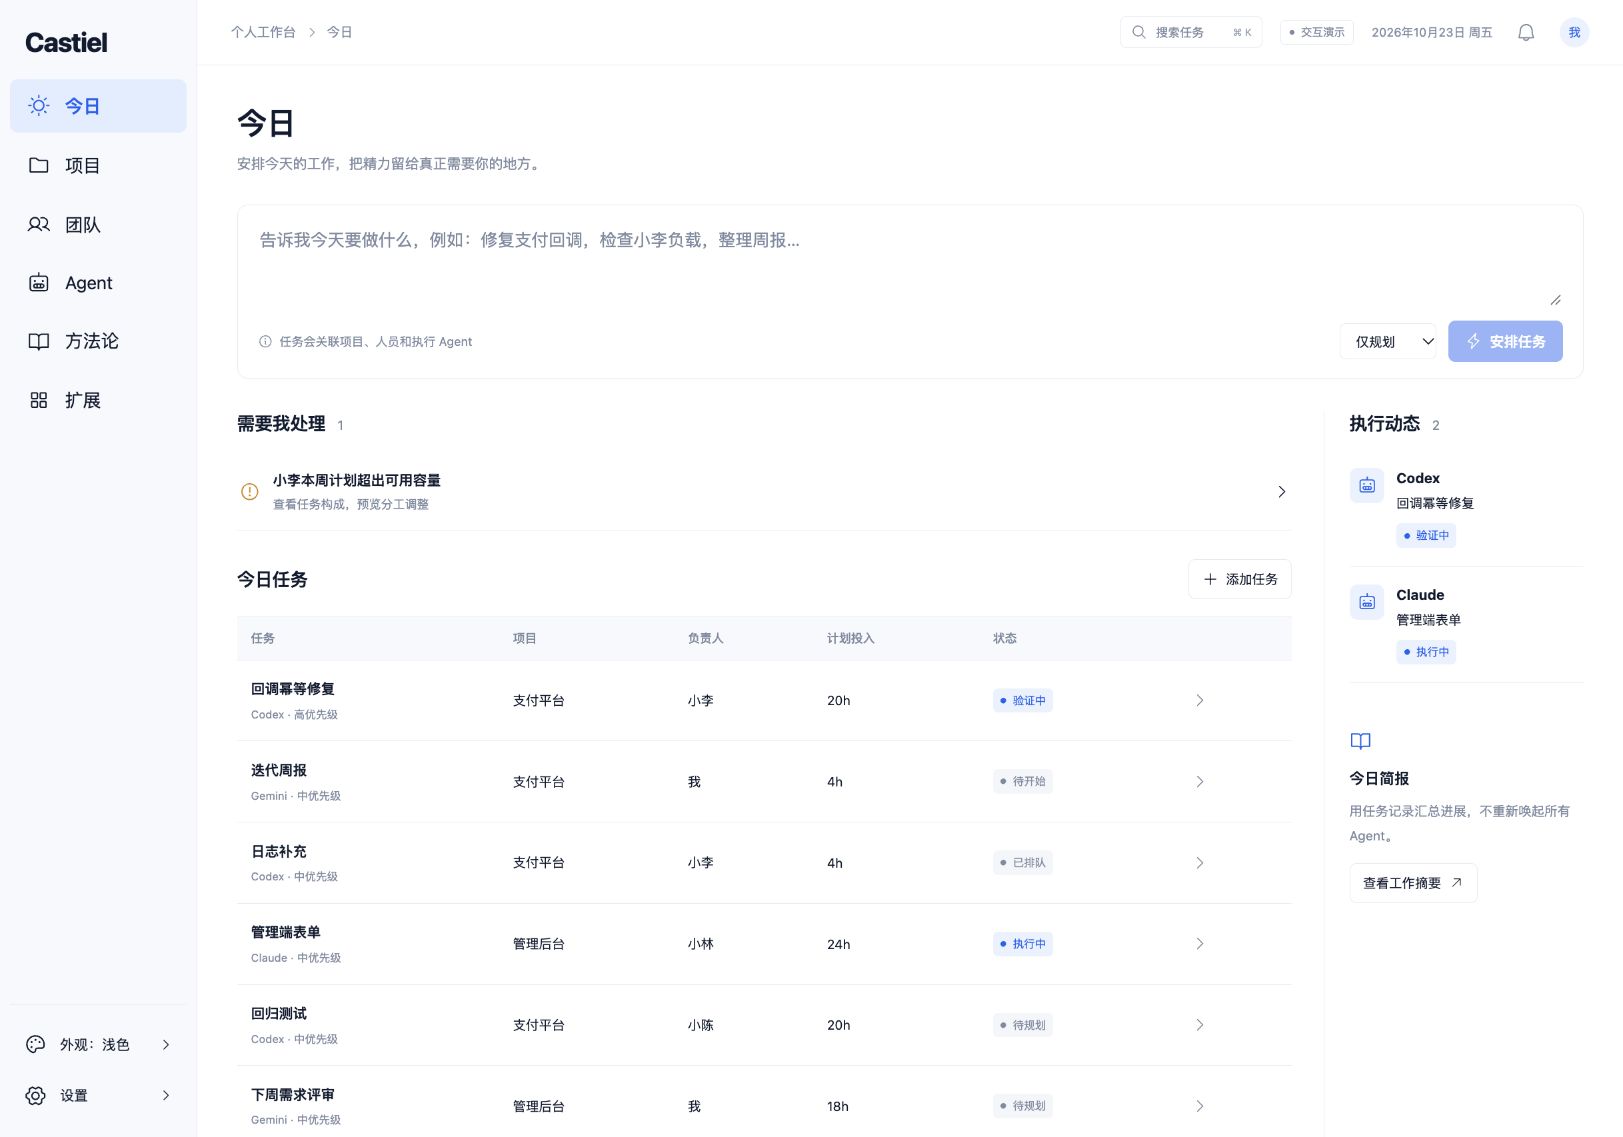 Castiel
今日
项目
团队
Agent
方法论
扩展
外观：浅色
设置
个人工作台 > 今日
搜索任务 ⌘ K
交互演示
2026年10月23日 周五
我
今日
安排今天的工作，把精力留给真正需要你的地方。
告诉我今天要做什么，例如：修复支付回调，检查小李负载，整理周报...
任务会关联项目、人员和执行 Agent
仅规划
安排任务
需要我处理 1
小李本周计划超出可用容量
查看任务构成，预览分工调整
今日任务
添加任务
任务 项目 负责人 计划投入 状态
回调幂等修复 支付平台 小李 20h 验证中
Codex · 高优先级
迭代周报 支付平台 我 4h 待开始
Gemini · 中优先级
日志补充 支付平台 小李 4h 已排队
Codex · 中优先级
管理端表单 管理后台 小林 24h 执行中
Claude · 中优先级
回归测试 支付平台 小陈 20h 待规划
Codex · 中优先级
下周需求评审 管理后台 我 18h 待规划
Gemini · 中优先级
执行动态 2
Codex
回调幂等修复
验证中
Claude
管理端表单
执行中
今日简报
用任务记录汇总进展，不重新唤起所有
Agent。
查看工作摘要